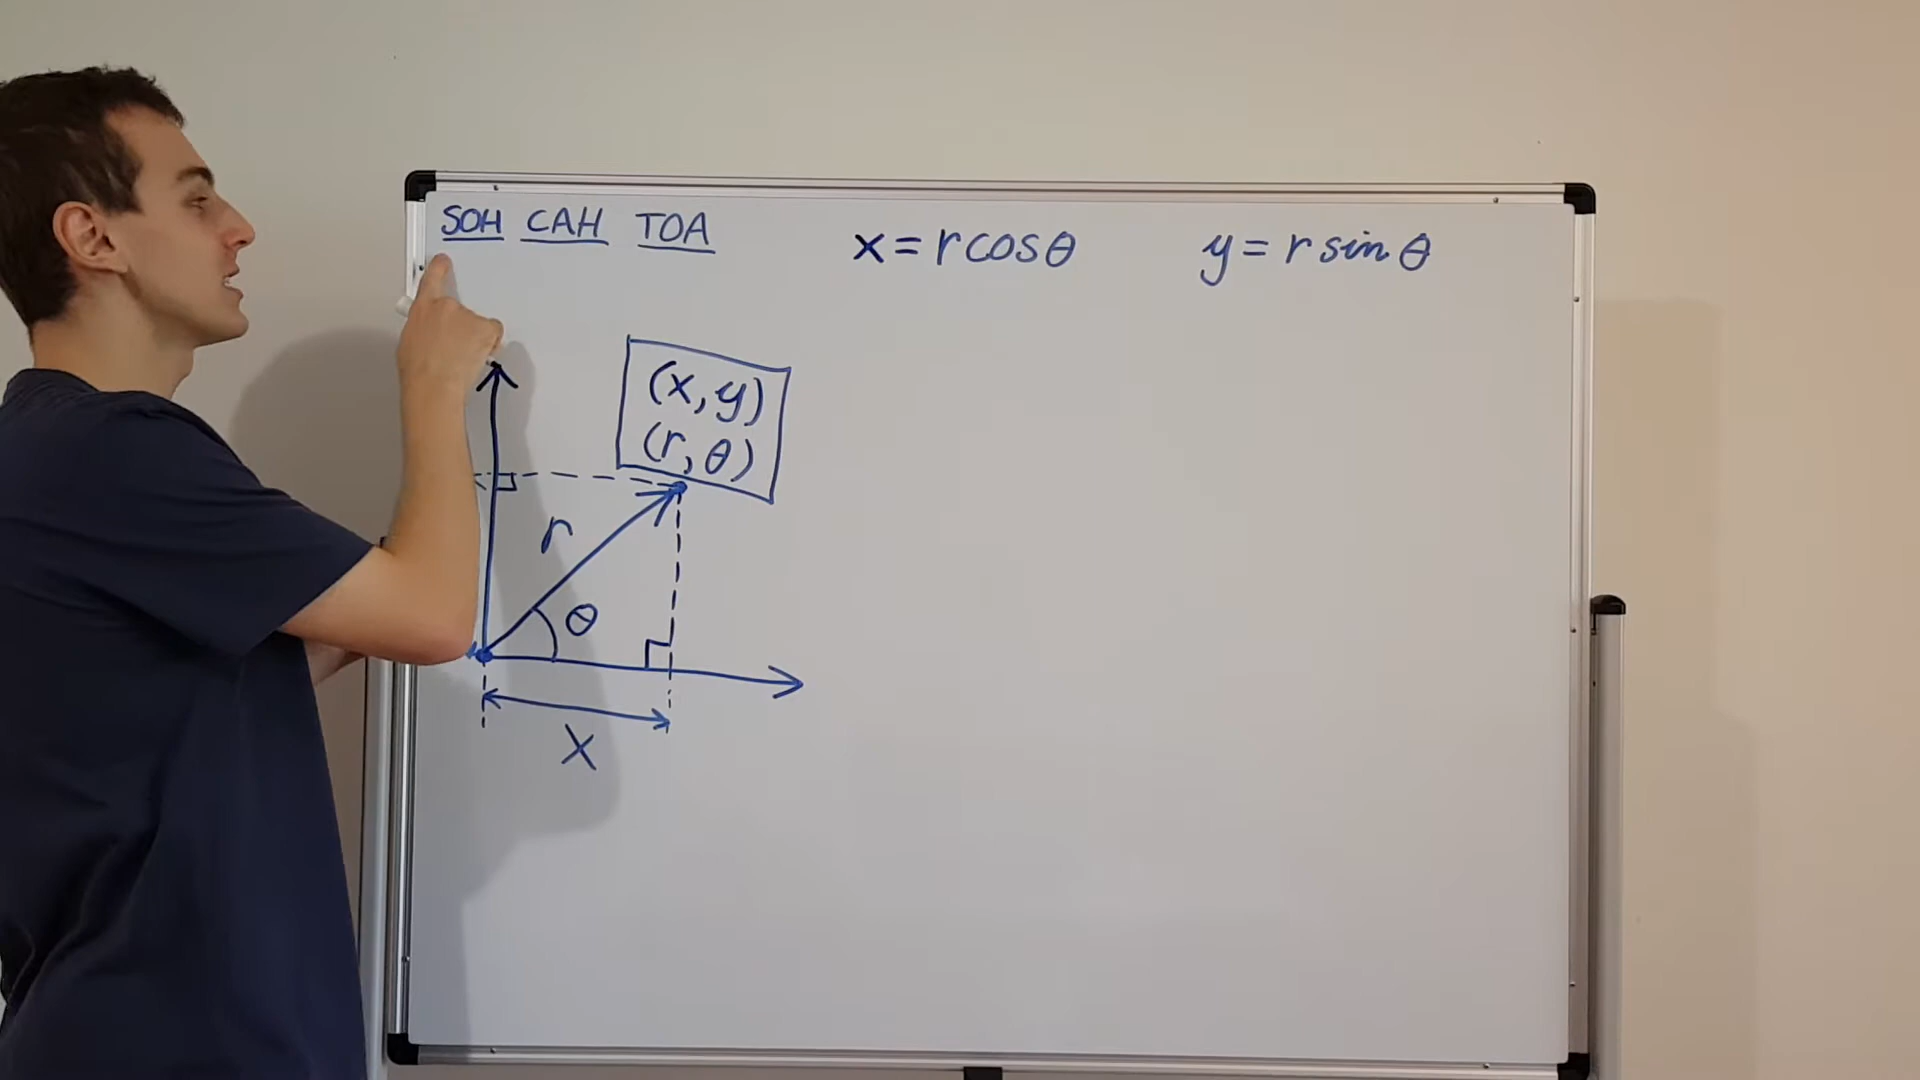 SOH CAH TOA
x = r cos θ
y = r sin θ
(x, y)
(r, θ)
r
θ
x